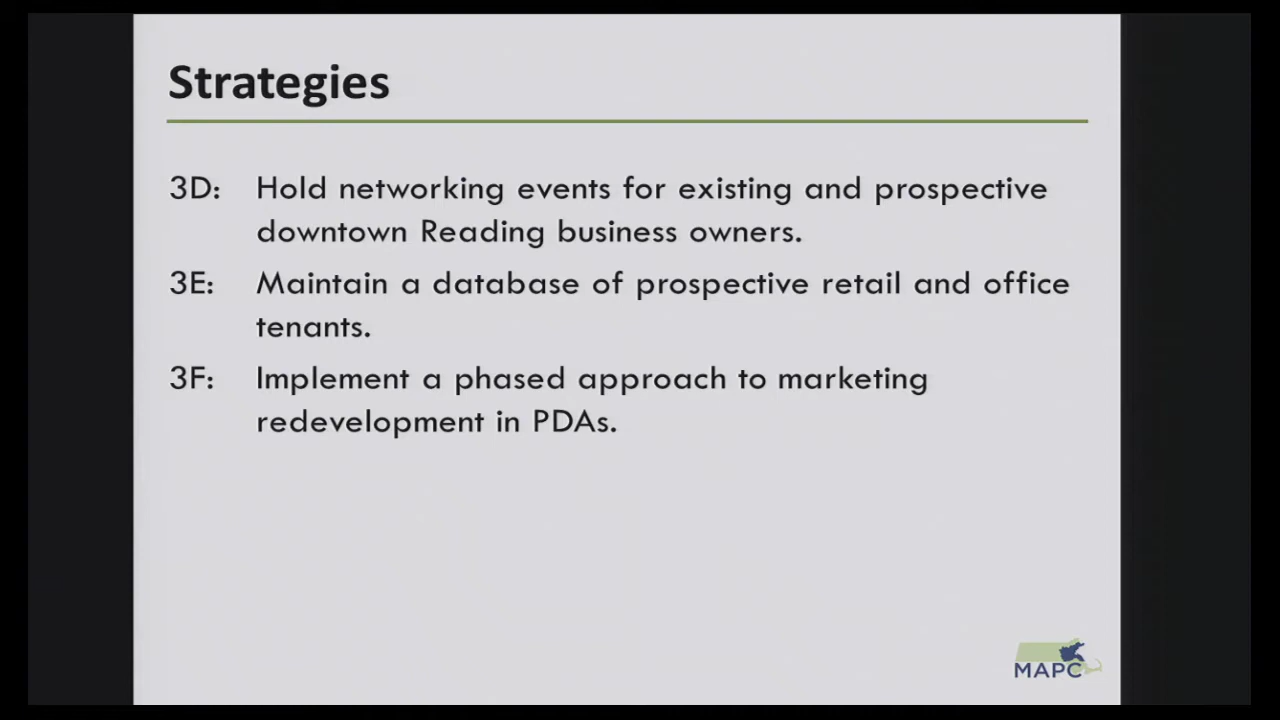 Strategies
3D: Hold networking events for existing and prospective
downtown Reading business owners.
3E: Maintain a database of prospective retail and office
tenants.
3F: Implement a phased approach to marketing
redevelopment in PDAs.
MAPC